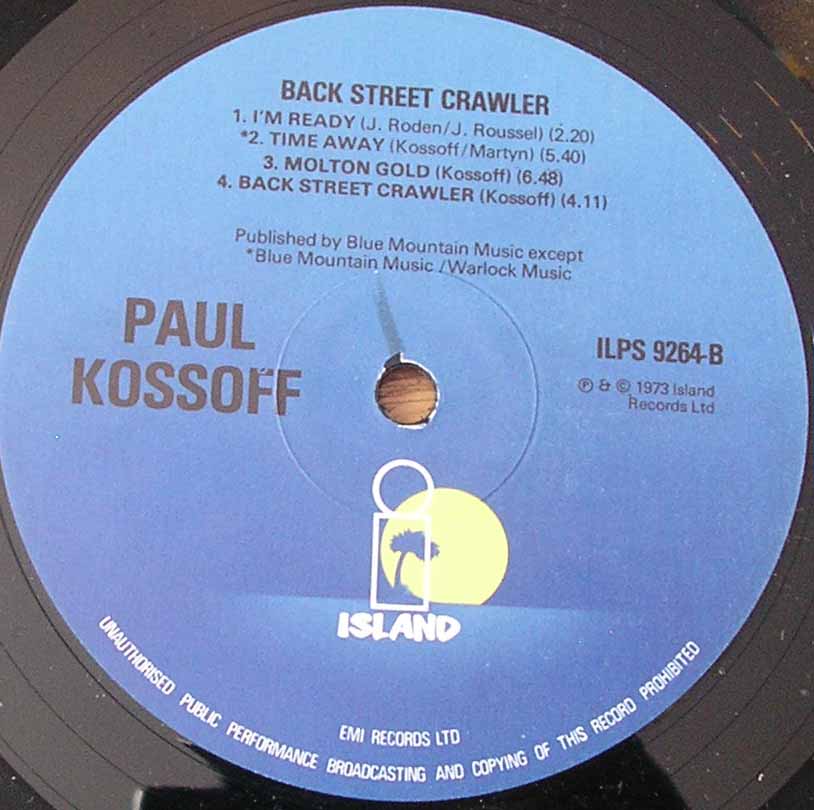 BACK STREET CRAWLER
1. I'M READY (J. Roden/J. Roussel) (2.20)
*2. TIME AWAY (Kossoff/Martyn) (5.40)
3. MOLTON GOLD (Kossoff) (6.48)
4. BACK STREET CRAWLER (Kossoff) (4.11)
Published by Blue Mountain Music except
*Blue Mountain Music /Warlock Music
PAUL
KOSSOFF
ILPS 9264-B
℗ & © 1973 Island
Records Ltd
i
ISLAND
EMI RECORDS LTD
UNAUTHORISED PUBLIC PERFORMANCE BROADCASTING AND COPYING OF THIS RECORD PROHIBITED